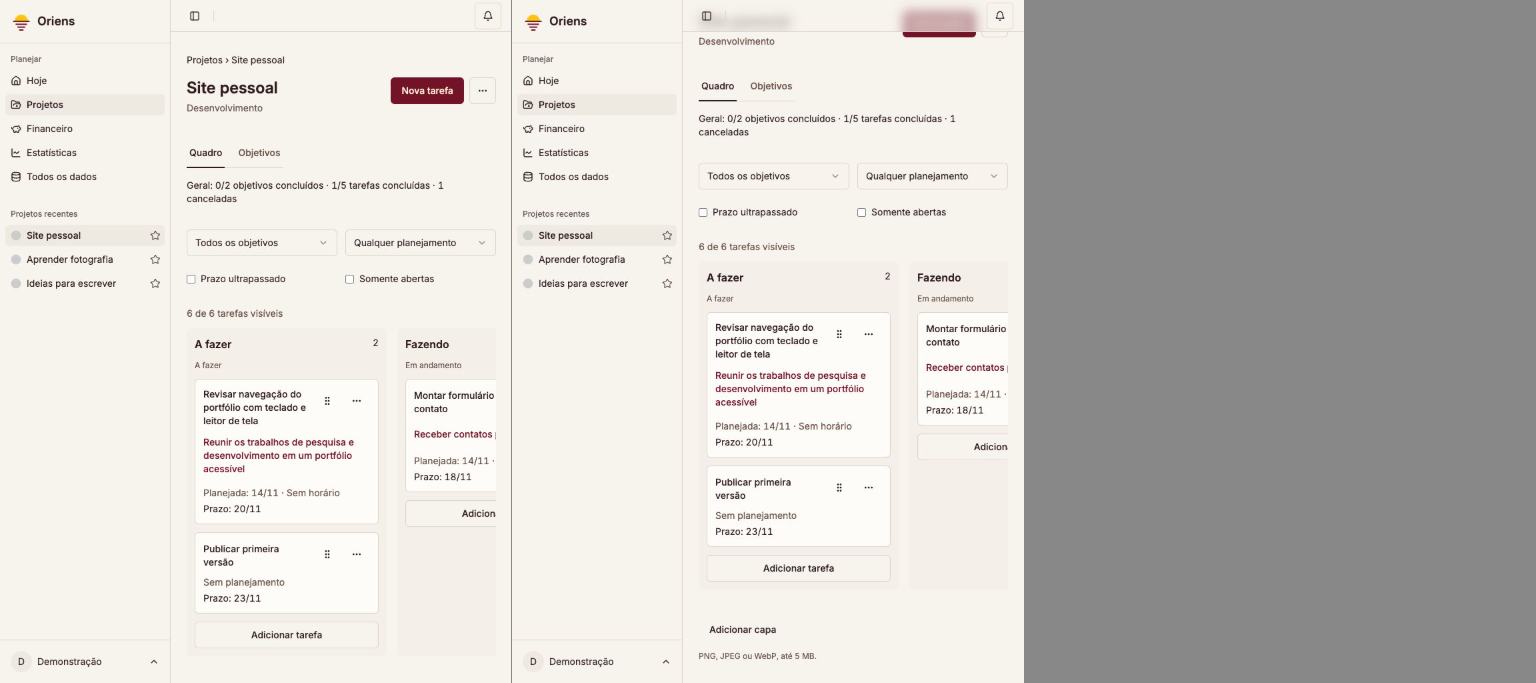 Oriens
Planejar
Hoje
Projetos
Financeiro
Estatísticas
Todos os dados
Projetos recentes
Site pessoal
Aprender fotografia
Ideias para escrever
D Demonstração
Projetos › Site pessoal
Site pessoal
Desenvolvimento
Nova tarefa
Quadro Objetivos
Geral: 0/2 objetivos concluídos · 1/5 tarefas concluídas · 1
canceladas
Todos os objetivos Qualquer planejamento
Prazo ultrapassado Somente abertas
6 de 6 tarefas visíveis
A fazer 2
A fazer
Revisar navegação do
portfólio com teclado e
leitor de tela
Reunir os trabalhos de pesquisa e
desenvolvimento em um portfólio
acessível
Planejada: 14/11 · Sem horário
Prazo: 20/11
Publicar primeira
versão
Sem planejamento
Prazo: 23/11
Adicionar tarefa
Fazendo
Em andamento
Montar formulário
contato
Receber contatos
Planejada: 14/11 ·
Prazo: 18/11
Adicion
Oriens
Planejar
Hoje
Projetos
Financeiro
Estatísticas
Todos os dados
Projetos recentes
Site pessoal
Aprender fotografia
Ideias para escrever
D Demonstração
Desenvolvimento
Quadro Objetivos
Geral: 0/2 objetivos concluídos · 1/5 tarefas concluídas · 1
canceladas
Todos os objetivos Qualquer planejamento
Prazo ultrapassado Somente abertas
6 de 6 tarefas visíveis
A fazer 2
A fazer
Revisar navegação do
portfólio com teclado e
leitor de tela
Reunir os trabalhos de pesquisa e
desenvolvimento em um portfólio
acessível
Planejada: 14/11 · Sem horário
Prazo: 20/11
Publicar primeira
versão
Sem planejamento
Prazo: 23/11
Adicionar tarefa
Fazendo
Em andamento
Montar formulário
contato
Receber contatos
Planejada: 14/11 ·
Prazo: 18/11
Adicion
Adicionar capa
PNG, JPEG ou WebP, até 5 MB.